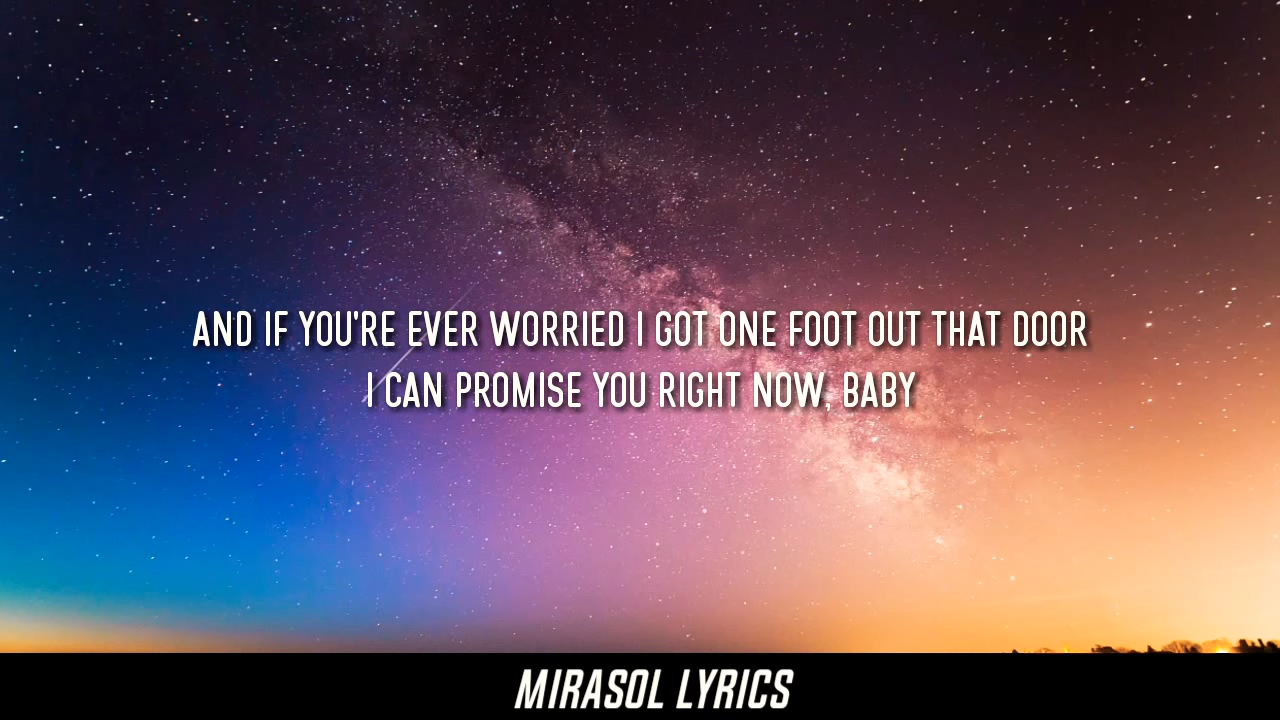 AND IF YOU'RE EVER WORRIED I GOT ONE FOOT OUT THAT DOOR
I CAN PROMISE YOU RIGHT NOW, BABY
MIRASOL LYRICS